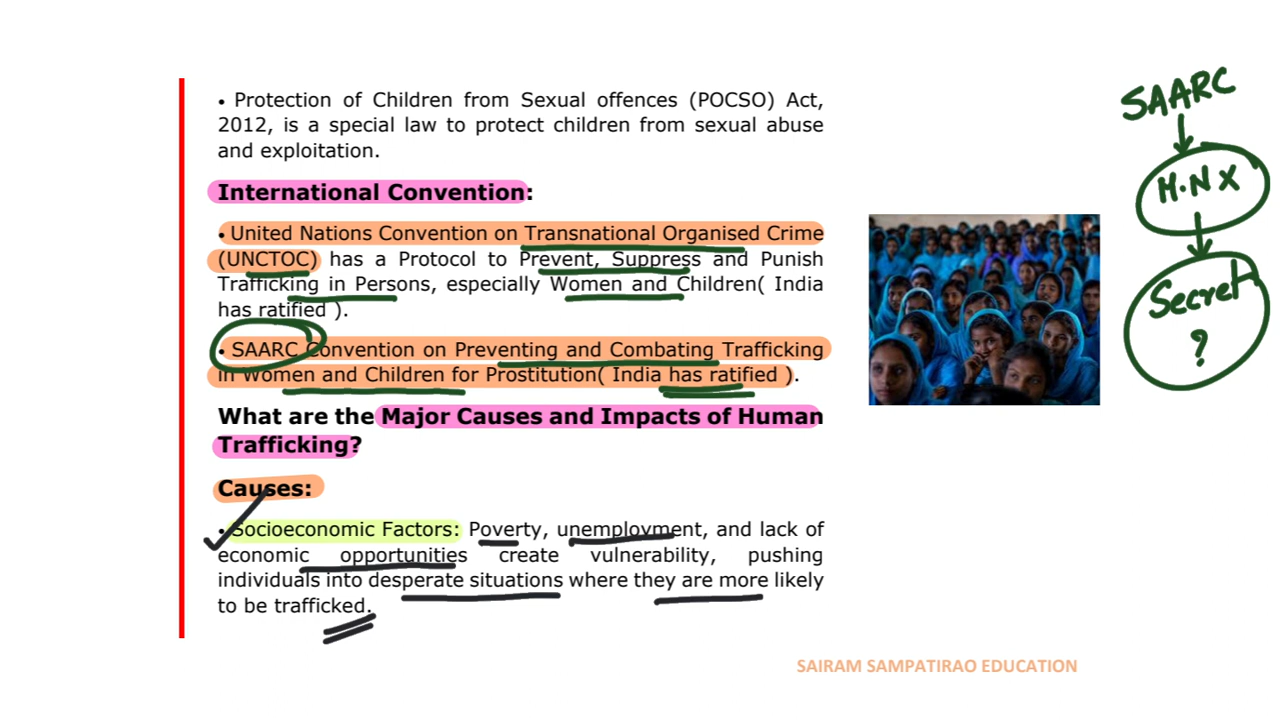 • Protection of Children from Sexual offences (POCSO) Act,
2012, is a special law to protect children from sexual abuse
and exploitation.
International Convention:
• United Nations Convention on Transnational Organised Crime
(UNCTOC) has a Protocol to Prevent, Suppress and Punish
Trafficking in Persons, especially Women and Children( India
has ratified ).
• SAARC Convention on Preventing and Combating Trafficking
in Women and Children for Prostitution( India has ratified ).
What are the Major Causes and Impacts of Human
Trafficking?
Causes:
• Socioeconomic Factors: Poverty, unemployment, and lack of
economic opportunities create vulnerability, pushing
individuals into desperate situations where they are more likely
to be trafficked.
SAARC
H.N X
Secret
?
SAIRAM SAMPATIRAO EDUCATION